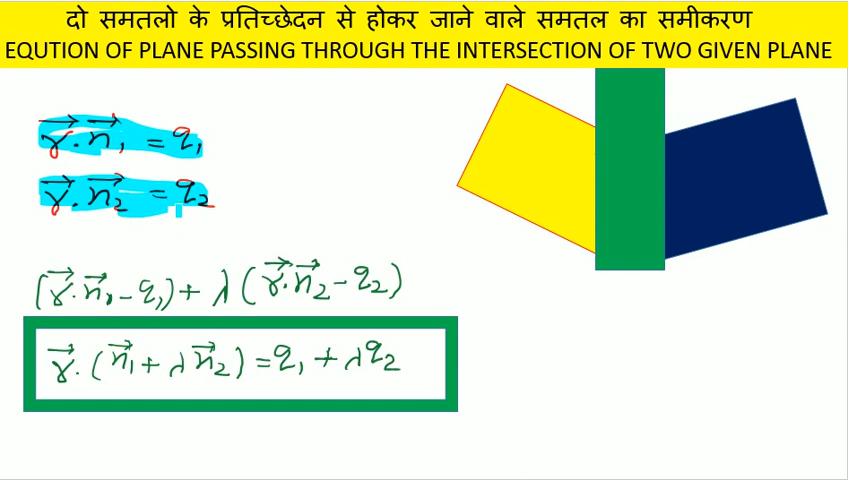 दो समतलो के प्रतिच्छेदन से होकर जाने वाले समतल का समीकरण
EQUTION OF PLANE PASSING THROUGH THE INTERSECTION OF TWO GIVEN PLANE
r⃗ . n⃗₁ = q₁
r⃗ . n⃗₂ = q₂
(r⃗ . n⃗₁ - q₁) + λ (r⃗ . n⃗₂ - q₂)
r⃗ . (n⃗₁ + λ n⃗₂) = q₁ + λq₂